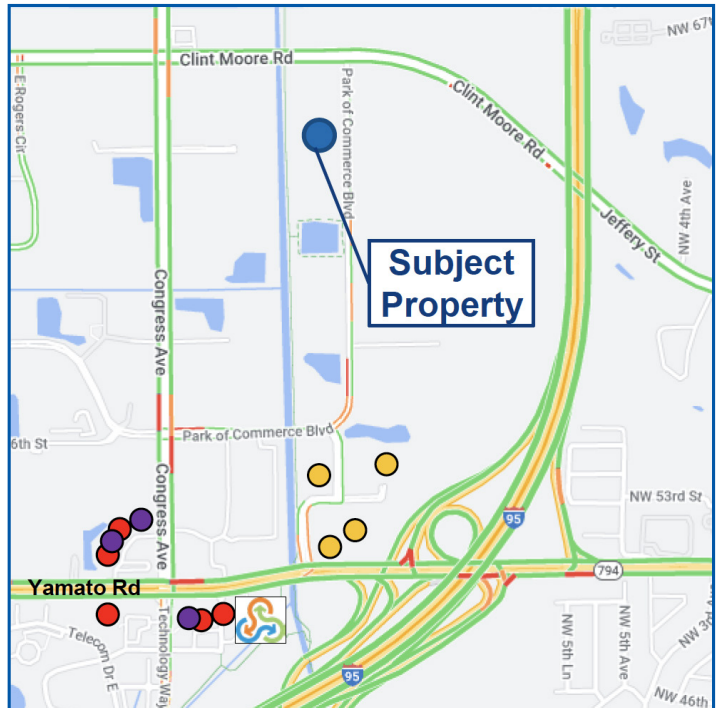 NW 67th
Clint Moore Rd
E Rogers Cir
Park of Commerce Blvd
Clint Moore Rd
NW 4th Ave
Jeffery St
Subject
Property
Congress Ave
Park of Commerce Blvd
6th St
Congress Ave
NW 53rd St
95
794
Yamato Rd
Telecom Dr E
Technology Way
NW 5th Ln
NW 5th Ave
NW 3rd
95
NW 46th